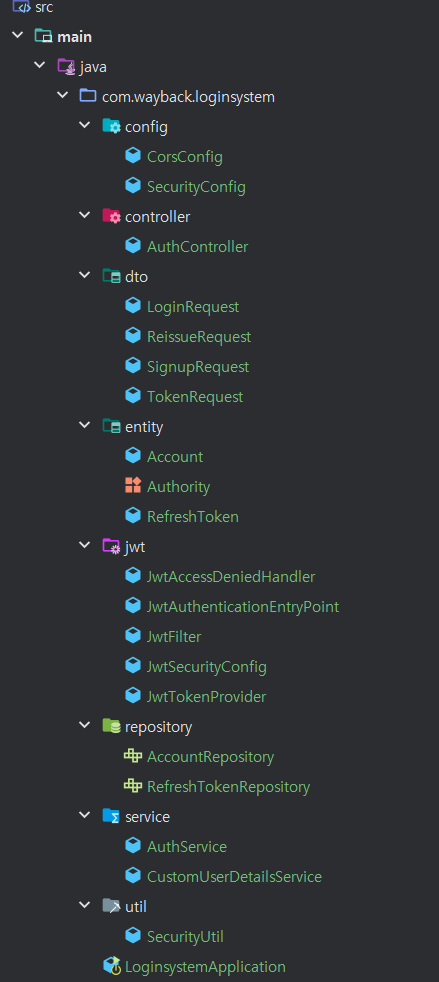 src
main
java
com.wayback.loginsystem
config
CorsConfig
SecurityConfig
controller
AuthController
dto
LoginRequest
ReissueRequest
SignupRequest
TokenRequest
entity
Account
Authority
RefreshToken
jwt
JwtAccessDeniedHandler
JwtAuthenticationEntryPoint
JwtFilter
JwtSecurityConfig
JwtTokenProvider
repository
AccountRepository
RefreshTokenRepository
service
AuthService
CustomUserDetailsService
util
SecurityUtil
LoginsystemApplication